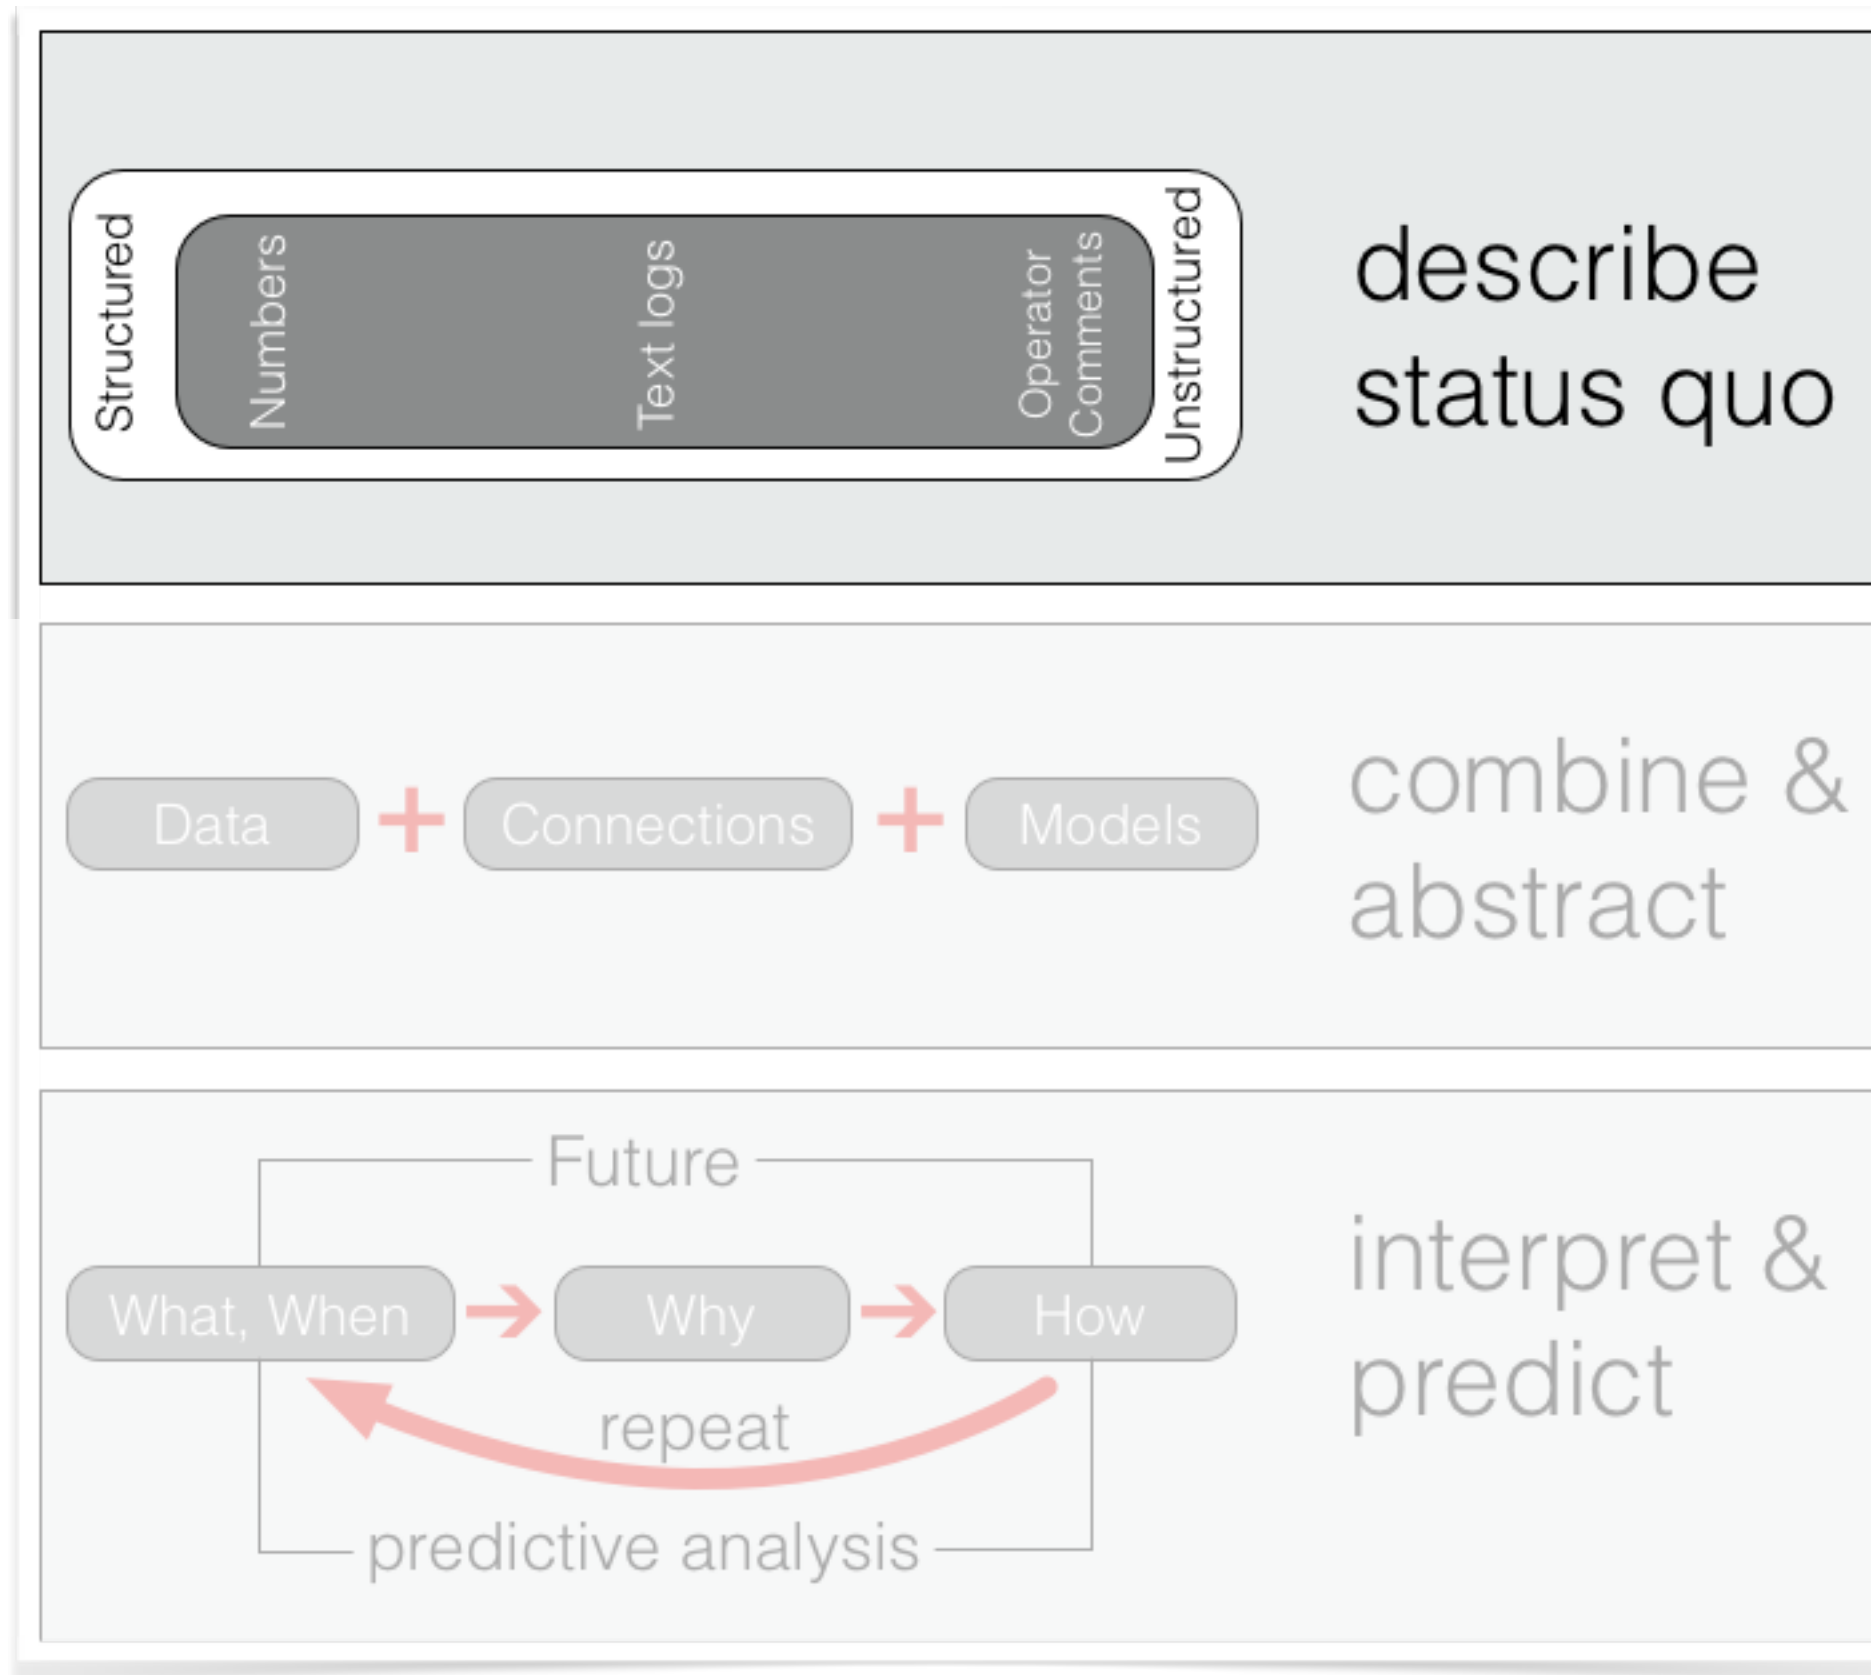 Structured
Numbers
Text logs
Operator
Comments
Unstructured
describe
status quo
Data + Connections + Models
combine &
abstract
Future
What, When → Why → How
repeat
predictive analysis
interpret &
predict